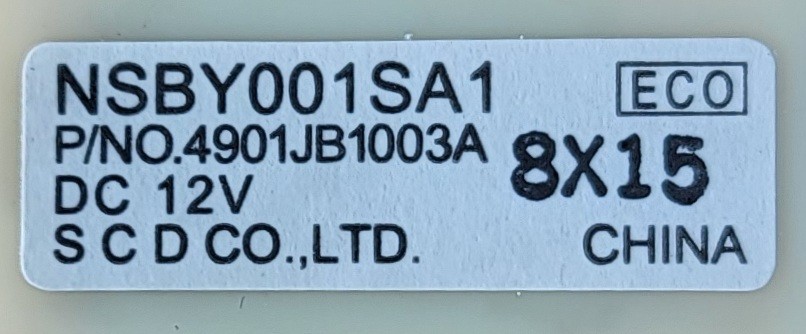 NSBY001SA1 ECO
P/NO.4901JB1003A
8X15
DC 12V
S C D CO.,LTD. CHINA